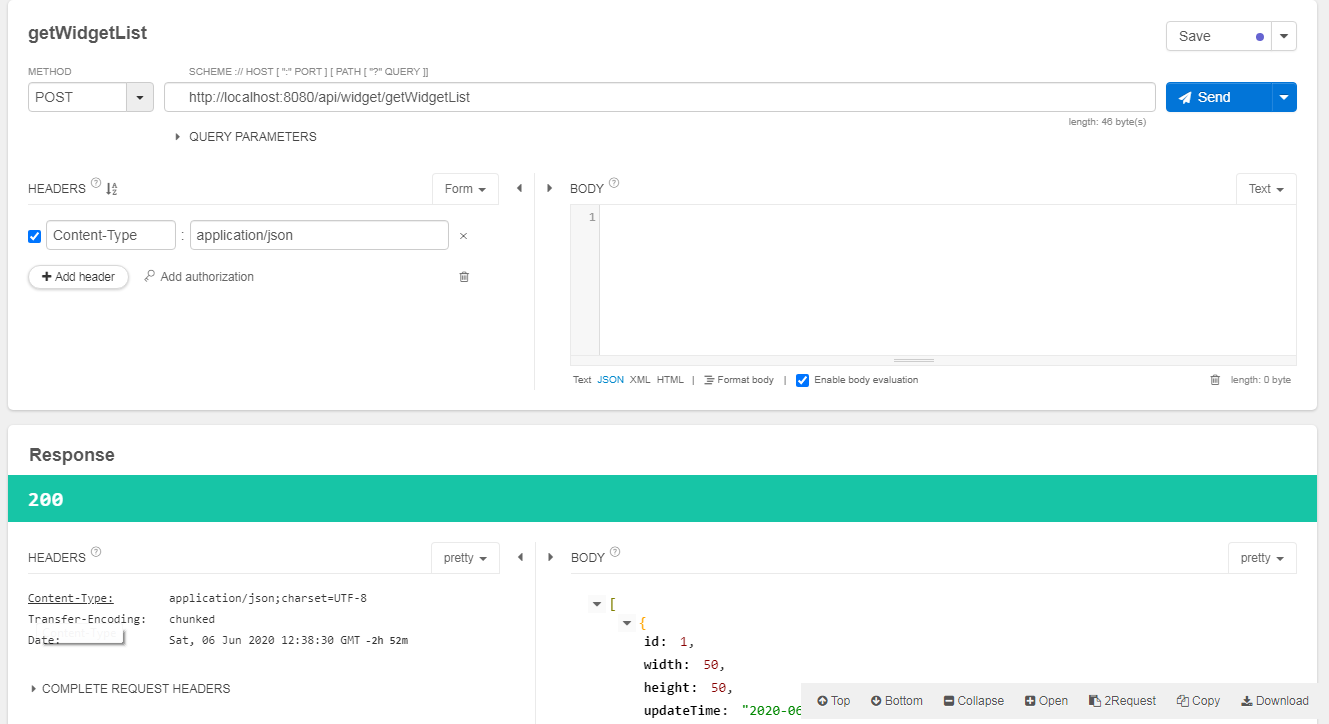 getWidgetList
Save
METHOD
SCHEME :// HOST [ ":" PORT ] [ PATH [ "?" QUERY ]]
POST
http://localhost:8080/api/widget/getWidgetList
Send
length: 46 byte(s)
QUERY PARAMETERS
HEADERS ? A Z
Form
BODY ?
Text
Content-Type : application/json ×
1
+ Add header
Add authorization
Text JSON XML HTML | Format body | Enable body evaluation
length: 0 byte
Response
200
HEADERS ?
pretty
BODY ?
pretty
Content-Type: application/json;charset=UTF-8
Transfer-Encoding: chunked
Date: Sat, 06 Jun 2020 12:38:30 GMT -2h 52m
COMPLETE REQUEST HEADERS
[
{
id: 1,
width: 50,
height: 50,
updateTime: "2020-06
Top Bottom Collapse Open 2Request Copy Download